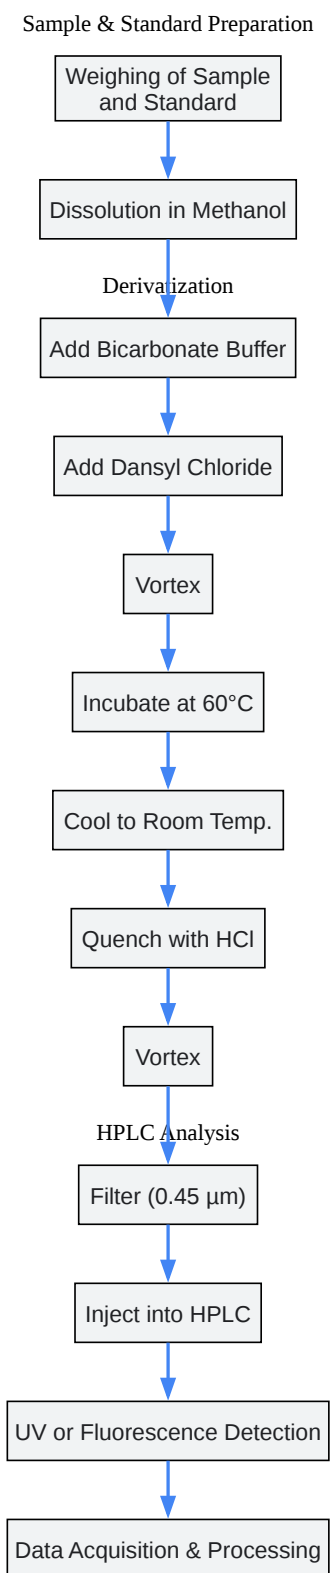 Sample & Standard Preparation
Weighing of Sample
and Standard
Dissolution in Methanol
Derivatization
Add Bicarbonate Buffer
Add Dansyl Chloride
Vortex
Incubate at 60°C
Cool to Room Temp.
Quench with HCl
Vortex
HPLC Analysis
Filter (0.45 µm)
Inject into HPLC
UV or Fluorescence Detection
Data Acquisition & Processing